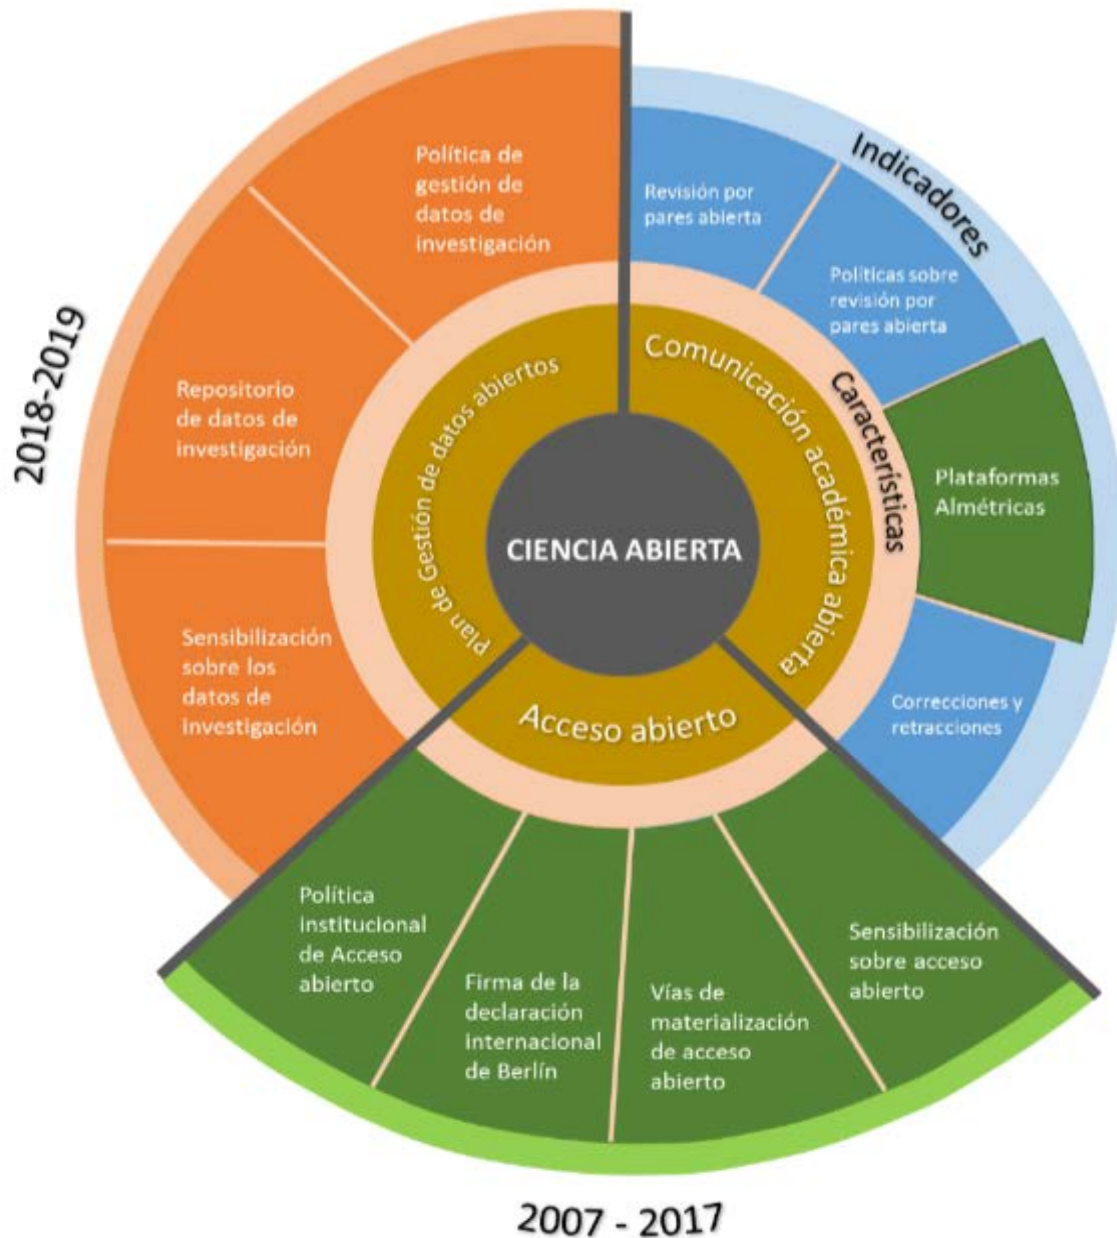 2018-2019
Política de
gestión de
datos de
investigación
Repositorio
de datos de
investigación
Sensibilización
sobre los
datos de
Investigación
Plan de Gestión de datos abiertos
CIENCIA ABIERTA
Comunicación académica abierta
Acceso abierto
Características
Indicadores
Revisión por
pares abierta
Políticas sobre
revisión por
pares abierta
Plataformas
Almétricas
Correcciones y
retracciones
Política
institucional
de Acceso
abierto
Firma de la
declaración
internacional
de Berlín
Vías de
materialización
de acceso
abierto
Sensibilización
sobre acceso
abierto
2007 - 2017